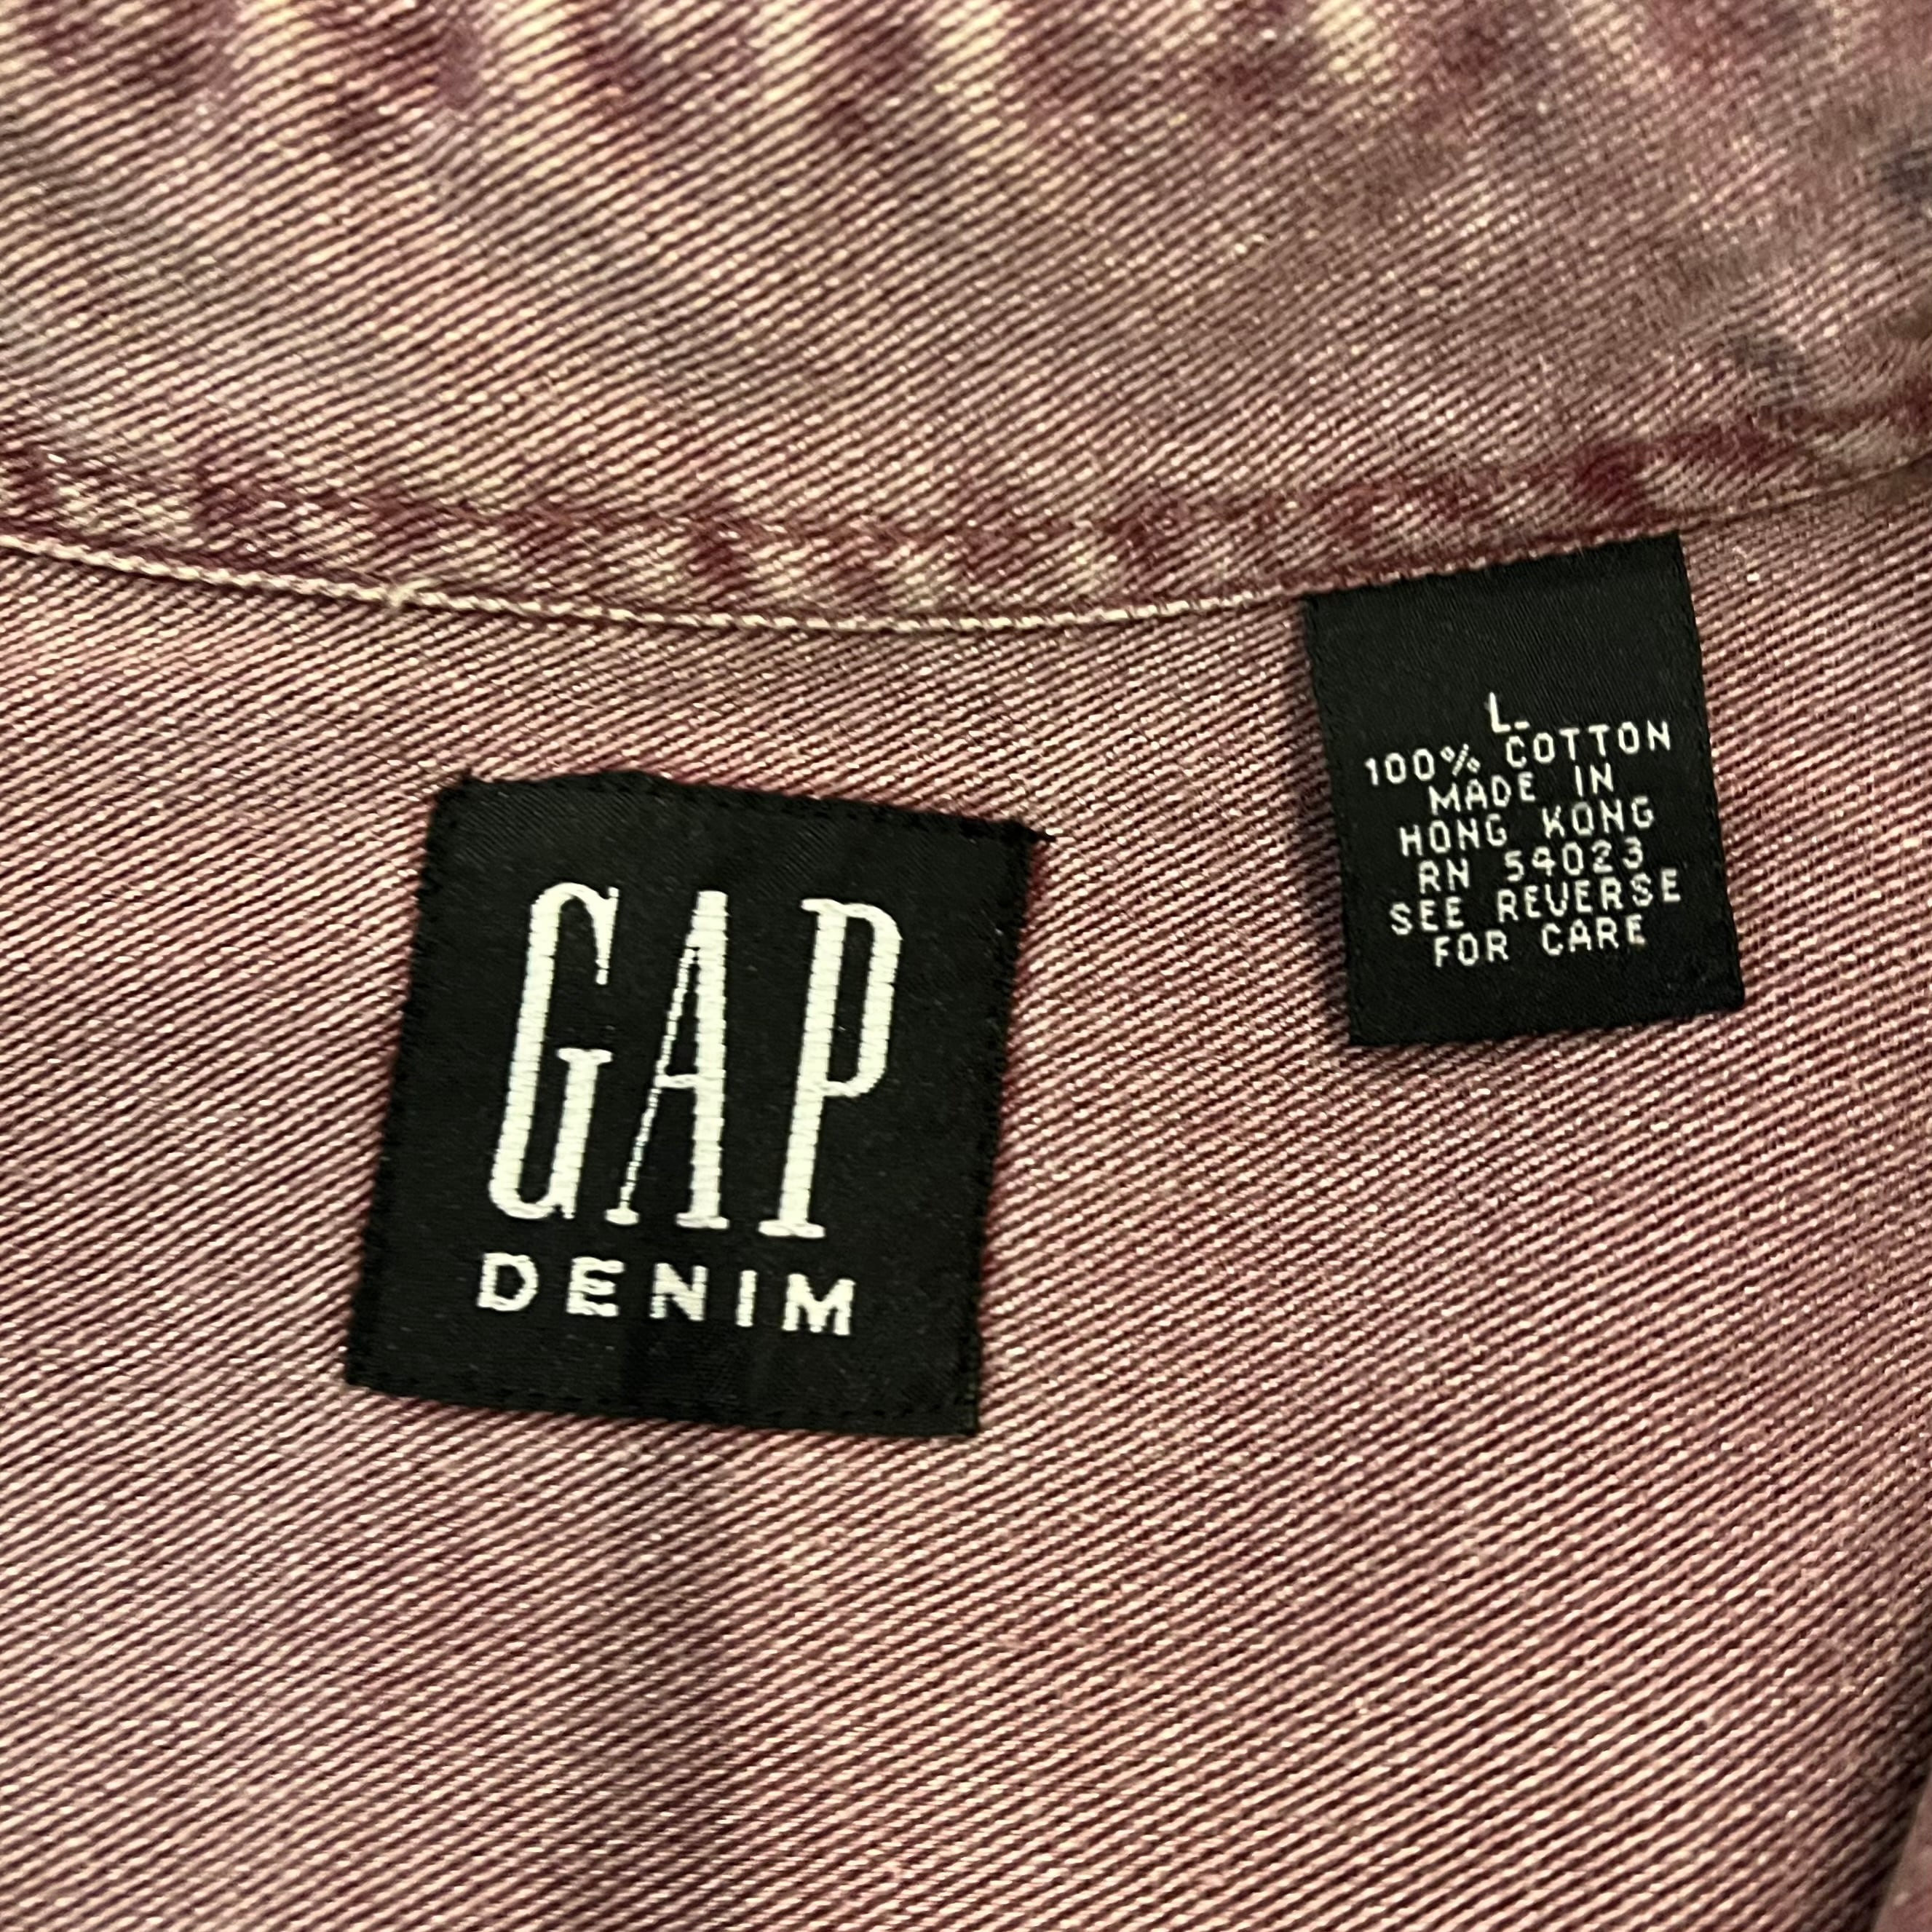 GAP
DENIM
L.
100% COTTON
MADE IN
HONG KONG
RN 54023
SEE REVERSE
FOR CARE